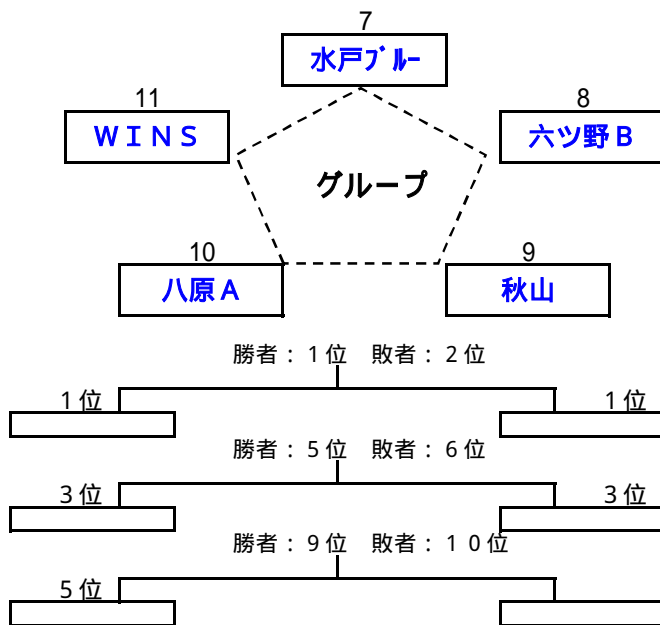 7
水戸ﾌﾞﾙｰ
11
8
ＷＩＮＳ
六ツ野Ｂ
グループ
10
9
八原Ａ
秋山
勝者：１位　敗者：２位
１位
１位
勝者：５位　敗者：６位
３位
３位
勝者：９位　敗者：１０位
５位